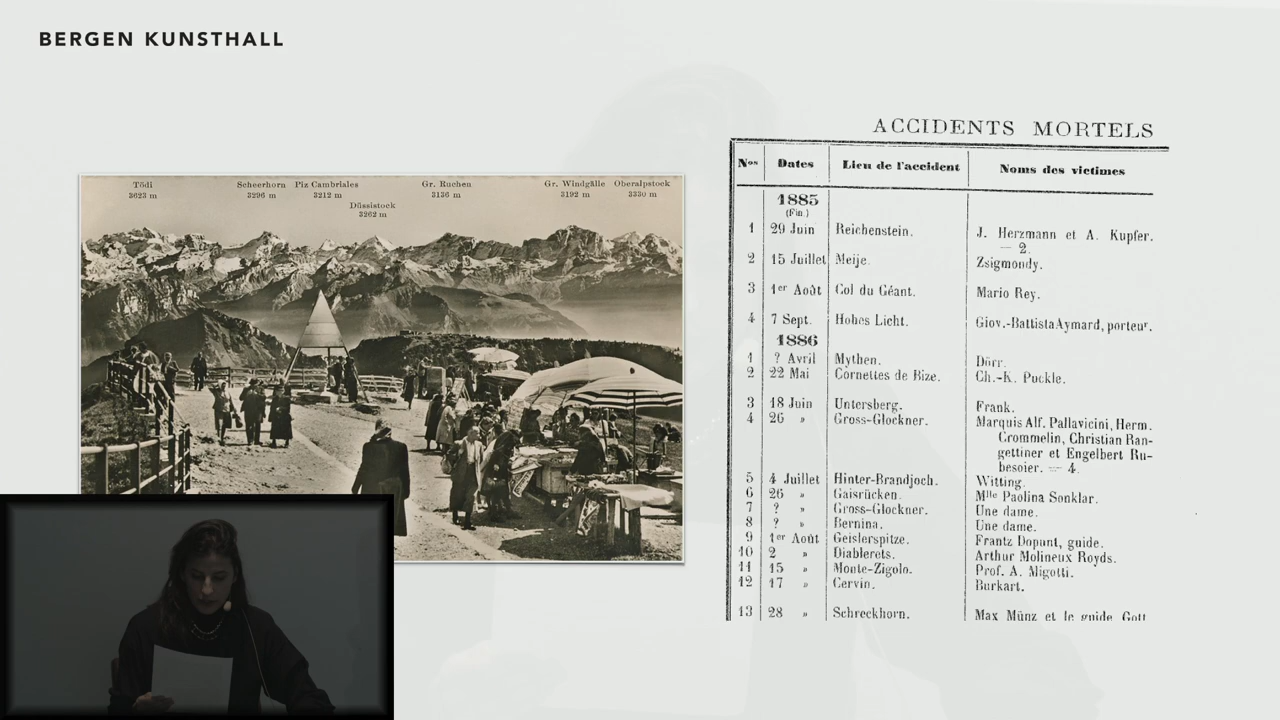 BERGEN KUNSTHALL
Tödi
3623 m
Scheerhorn
3296 m
Piz Cambriales
3212 m
Düssistock
3262 m
Gr. Ruchen
3136 m
Gr. Windgälle
3192 m
Oberalpstock
3330 m
ACCIDENTS MORTELS
Nos Dates Lieu de l'accident Noms des victimes
1885
(Fin.)
1 29 Juin Reichenstein. J. Herzmann et A. Kupfer.
— 2.
2 15 Juillet Meije. Zsigmondy.
3 1er Août Col du Géant. Mario Rey.
4 7 Sept. Hohes Licht. Giov.-Battista Aymard, porteur.
1886
1 ? Avril Mythen. Dörr.
2 22 Mai Cornettes de Bize. Ch.-K. Puckle.
3 18 Juin Untersberg. Frank.
4 26 » Gross-Glockner. Marquis Alf. Pallavicini, Herm.
Crommelin, Christian Ran-
gettiner et Engelbert Ru-
besoier. — 4.
5 4 Juillet Hinter-Brandjoch. Witting.
6 26 » Gaisrücken. Mlle Paolina Sonklar.
7 ? » Gross-Glockner. Une dame.
8 ? » Bernina. Une dame.
9 1er Août Geislerspitze. Frantz Dopunt, guide.
10 2 » Diablerets. Arthur Molineux Royds.
11 15 » Monte-Zigolo. Prof. A. Migotti.
12 17 » Cervin. Burkart.
13 28 » Schreckhorn. Max Münz et le guide Gott